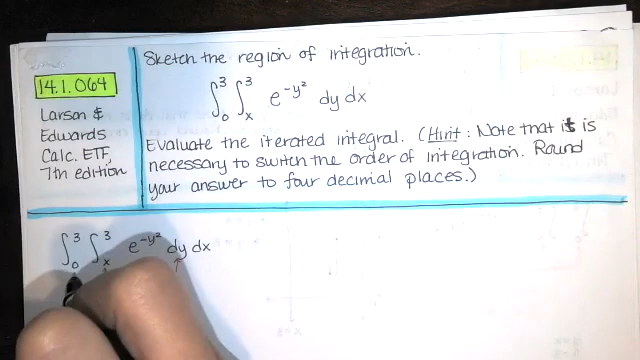 Sketch the region of integration.
14.1.064
∫₀³ ∫ₓ³ e^(-y²) dy dx
Larson &
Edwards
Calc. ETF,
7th edition
Evaluate the iterated integral. (Hint: Note that it is
necessary to switch the order of integration. Round
your answer to four decimal places.)
∫₀³ ∫ₓ³ e^(-y²) dy dx